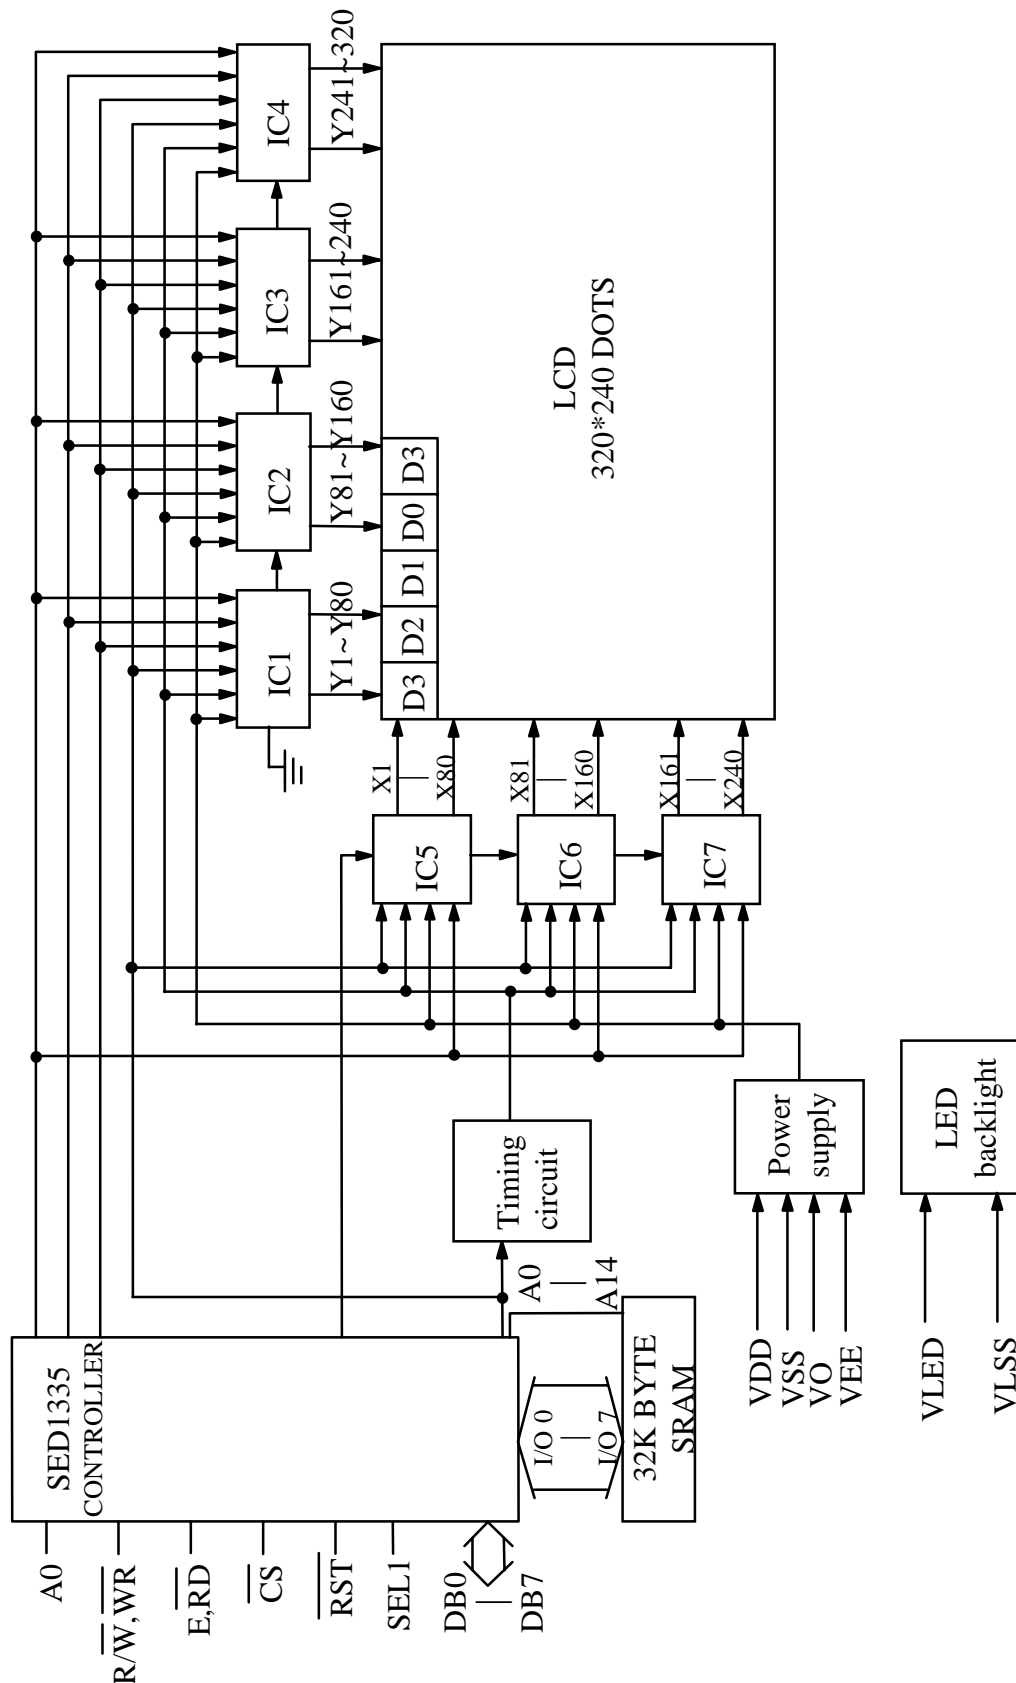 A0
R/W,WR
E,RD
CS
RST
SEL1
DB0
|
DB7
SED1335
CONTROLLER
I/O 0
|
I/O 7
32K BYTE
SRAM
A0
|
A14
Timing
circuit
IC1
IC2
IC3
IC4
Y1~Y80
Y81~Y160
Y161~240
Y241~320
IC5
IC6
IC7
X1
|
X80
X81
|
X160
X161
|
X240
D3
D2
D1
D0
D3
LCD
320*240 DOTS
VDD
VSS
VO
VEE
Power
supply
VLED
VLSS
LED
backlight